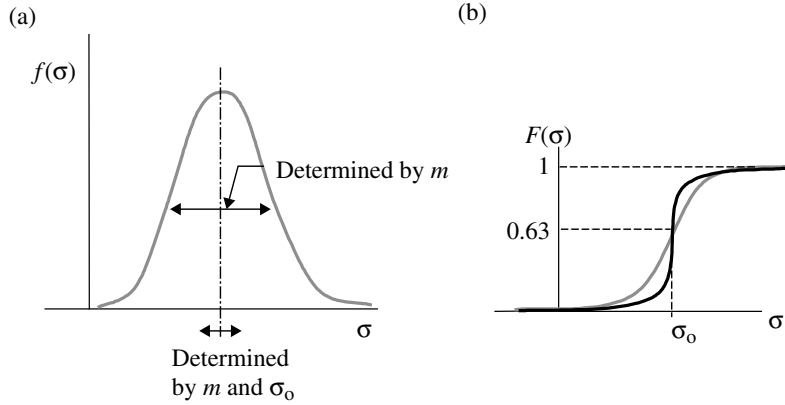 (a)
f(σ)
Determined by m
σ
Determined
by m and σo
(b)
F(σ)
1
0.63
σo
σ